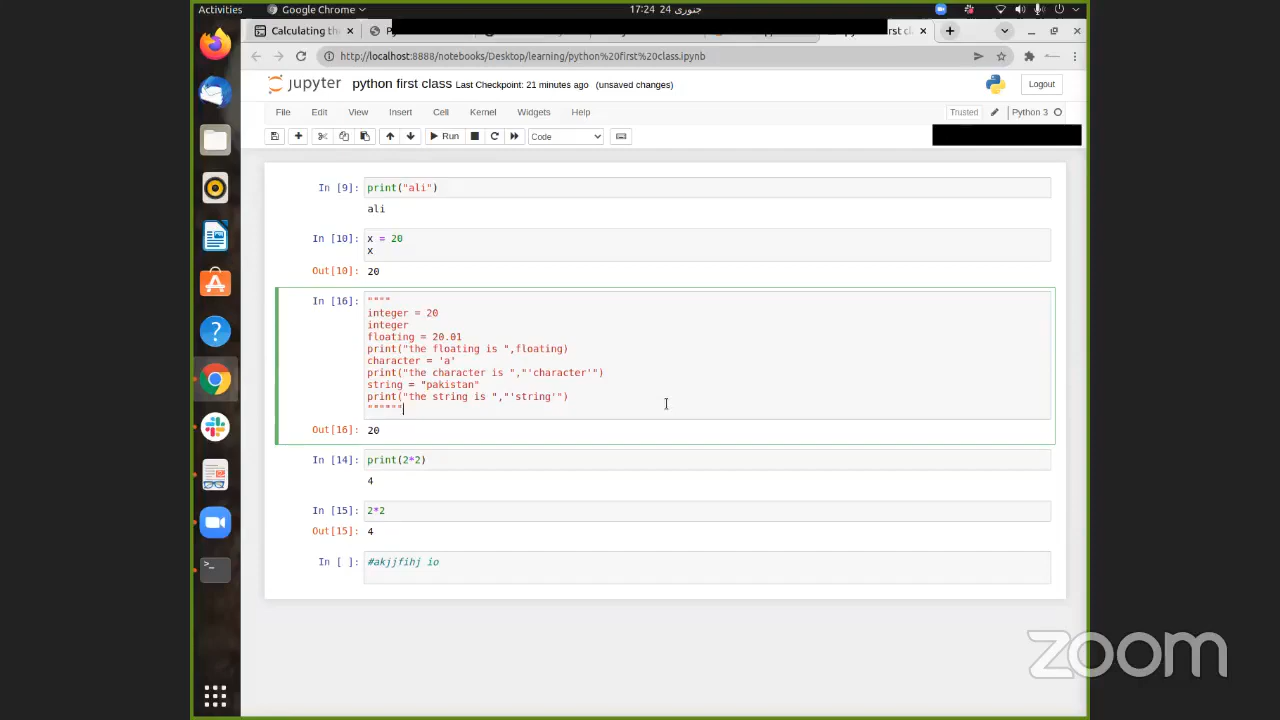 Activities
Google Chrome
17:24 24 جنوری
Calculating th
P
st cl
http://localhost:8888/notebooks/Desktop/learning/python%20first%20class.ipynb
jupyter python first class Last Checkpoint: 21 minutes ago (unsaved changes)
Logout
File Edit View Insert Cell Kernel Widgets Help
Trusted
Python 3
Run
Code
In [9]: print("ali")
ali
In [10]: x = 20
x
Out[10]: 20
In [16]: """"
integer = 20
integer
floating = 20.01
print("the floating is ",floating)
character = 'a'
print("the character is ","'character'")
string = "pakistan"
print("the string is ","'string'")
""""""
Out[16]: 20
In [14]: print(2*2)
4
In [15]: 2*2
Out[15]: 4
In [ ]: #akjjfihj io
zoom